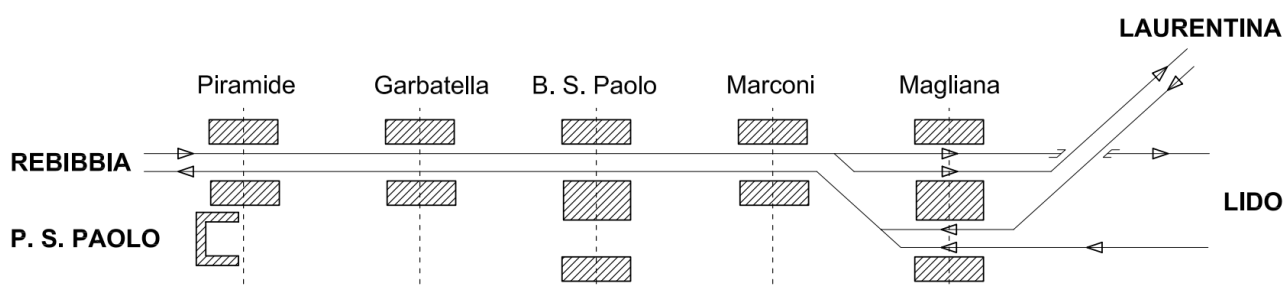 LAURENTINA
Piramide
Garbatella
B. S. Paolo
Marconi
Magliana
REBIBBIA
LIDO
P. S. PAOLO